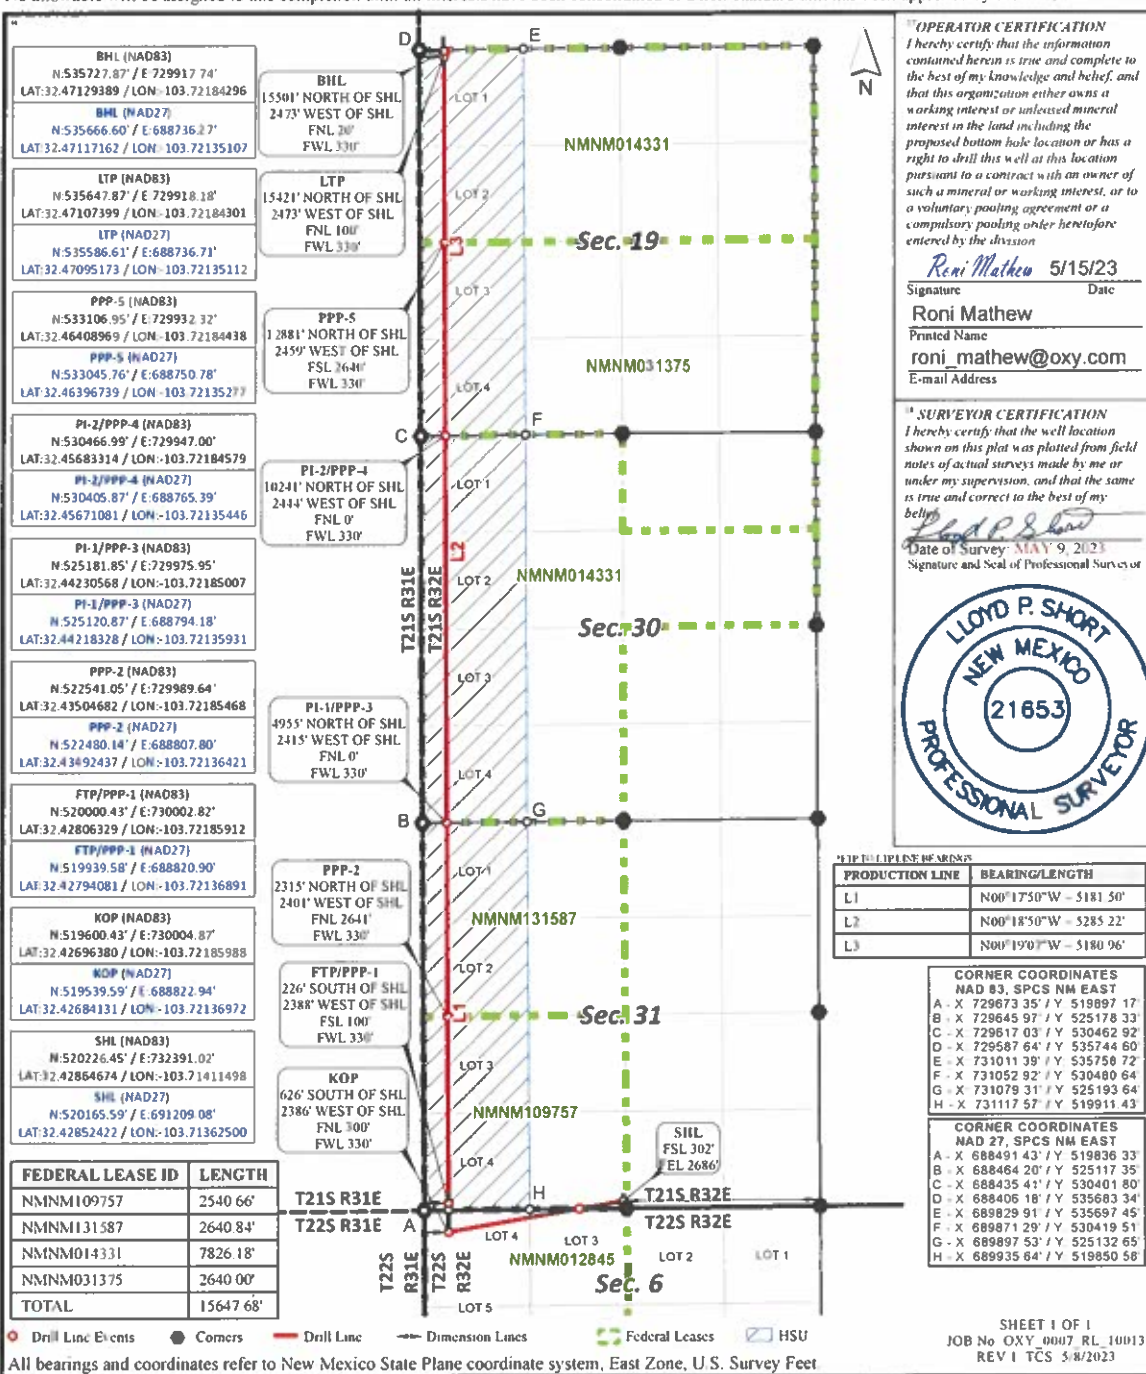 BHL (NAD83)
N:535727.87' / E:729917.74'
LAT:32.47129389 / LON:-103.72184296
BHL (NAD27)
N:535666.60' / E:688736.27'
LAT:32.47117162 / LON:-103.72135107
LTP (NAD83)
N:535647.87' / E:729918.18'
LAT:32.47107399 / LON:-103.72184301
LTP (NAD27)
N:535586.61' / E:688736.71'
LAT:32.47095173 / LON:-103.72135112
PPP-5 (NAD83)
N:533106.95' / E:729932.32'
LAT:32.46408969 / LON:-103.72184438
PPP-5 (NAD27)
N:533045.76' / E:688750.78'
LAT:32.46396739 / LON:-103.72135277
PI-2/PPP-4 (NAD83)
N:530466.99' / E:729947.00'
LAT:32.45683314 / LON:-103.72184579
PI-2/PPP-4 (NAD27)
N:530405.87' / E:688765.39'
LAT:32.45671081 / LON:-103.72135446
PI-1/PPP-3 (NAD83)
N:525181.85' / E:729975.95'
LAT:32.44230568 / LON:-103.72185007
PI-1/PPP-3 (NAD27)
N:525120.87' / E:688794.18'
LAT:32.44218328 / LON:-103.72135931
PPP-2 (NAD83)
N:522541.05' / E:729989.64'
LAT:32.43504682 / LON:-103.72185468
PPP-2 (NAD27)
N:522480.14' / E:688807.80'
LAT:32.43492437 / LON:-103.72136421
FTP/PPP-1 (NAD83)
N:520000.43' / E:730002.82'
LAT:32.42806329 / LON:-103.72185912
FTP/PPP-1 (NAD27)
N:519939.58' / E:688820.90'
LAT:32.42794081 / LON:-103.72136891
KOP (NAD83)
N:519600.43' / E:730004.87'
LAT:32.42696380 / LON:-103.72185988
KOP (NAD27)
N:519539.59' / E:688822.94'
LAT:32.42684131 / LON:-103.72136972
SHL (NAD83)
N:520226.45' / E:732391.02'
LAT:32.42864674 / LON:-103.71411498
SHL (NAD27)
N:520165.59' / E:691209.08'
LAT:32.42852422 / LON:-103.71362500
FEDERAL LEASE ID LENGTH
NMNM109757 2540.66'
NMNM131587 2640.84'
NMNM014331 7826.18'
NMNM031375 2640.00'
TOTAL 15647.68'
BHL
15501' NORTH OF SHL
2473' WEST OF SHL
FNL 20'
FWL 330'
LTP
15421' NORTH OF SHL
2473' WEST OF SHL
FNL 100'
FWL 330'
PPP-5
12881' NORTH OF SHL
2459' WEST OF SHL
FSL 2640'
FWL 330'
PI-2/PPP-4
10241' NORTH OF SHL
2444' WEST OF SHL
FNL 0'
FWL 330'
PI-1/PPP-3
4955' NORTH OF SHL
2415' WEST OF SHL
FNL 0'
FWL 330'
PPP-2
2315' NORTH OF SHL
2401' WEST OF SHL
FNL 2641'
FWL 330'
FTP/PPP-1
226' SOUTH OF SHL
2388' WEST OF SHL
FSL 100'
FWL 330'
KOP
626' SOUTH OF SHL
2386' WEST OF SHL
FNL 300'
FWL 330'
D
E
N
LOT 1
NMNM014331
LOT 2
Sec. 19
L3
LOT 3
NMNM031375
LOT 4
C
F
LOT 1
L2
LOT 2
NMNM014331
T21S R31E
T21S R32E
Sec. 30
LOT 3
LOT 4
B
G
LOT 1
NMNM131587
LOT 2
L1
Sec. 31
LOT 3
NMNM109757
LOT 4
SHL
FSL 302'
FEL 2686'
T21S R31E
T22S R31E
A
H
T21S R32E
T22S R32E
T22S R31E
T22S R32E
LOT 4
LOT 3
LOT 2
LOT 1
NMNM012845
Sec. 6
LOT 5
OPERATOR CERTIFICATION
I hereby certify that the information
contained herein is true and complete to
the best of my knowledge and belief, and
that this organization either owns a
working interest or unleased mineral
interest in the land including the
proposed bottom hole location or has a
right to drill this well at this location
pursuant to a contract with an owner of
such a mineral or working interest, or to
a voluntary pooling agreement or a
compulsory pooling order heretofore
entered by the division
Roni Mathew 5/15/23
Signature Date
Roni Mathew
Printed Name
roni_mathew@oxy.com
E-mail Address
SURVEYOR CERTIFICATION
I hereby certify that the well location
shown on this plat was plotted from field
notes of actual surveys made by me or
under my supervision, and that the same
is true and correct to the best of my
belief.
Lloyd P. Short
Date of Survey: MAY 9, 2023
Signature and Seal of Professional Surveyor
LLOYD P. SHORT
NEW MEXICO
21653
PROFESSIONAL SURVEYOR
*FTP TO LTP LINE BEARINGS
PRODUCTION LINE BEARING/LENGTH
L1 N00°17'50"W ~ 5181.50'
L2 N00°18'50"W ~ 5285.22'
L3 N00°19'07"W ~ 5180.96'
CORNER COORDINATES
NAD 83, SPCS NM EAST
A - X 729673.35' / Y 519897.17'
B - X 729645.97' / Y 525178.33'
C - X 729617.03' / Y 530462.92'
D - X 729587.64' / Y 535744.60'
E - X 731011.39' / Y 535758.72'
F - X 731052.92' / Y 530480.64'
G - X 731079.31' / Y 525193.64'
H - X 731117.57' / Y 519911.43'
CORNER COORDINATES
NAD 27, SPCS NM EAST
A - X 688491.43' / Y 519836.33'
B - X 688464.20' / Y 525117.35'
C - X 688435.41' / Y 530401.80'
D - X 688406.18' / Y 535683.34'
E - X 689829.91' / Y 535697.45'
F - X 689871.29' / Y 530419.51'
G - X 689897.53' / Y 525132.65'
H - X 689935.64' / Y 519850.56'
Drill Line Events Corners Drill Line Dimension Lines Federal Leases HSU
All bearings and coordinates refer to New Mexico State Plane coordinate system, East Zone, U.S. Survey Feet
SHEET 1 OF 1
JOB No. OXY_0007_RL_10013
REV 1 TCS 5/8/2023